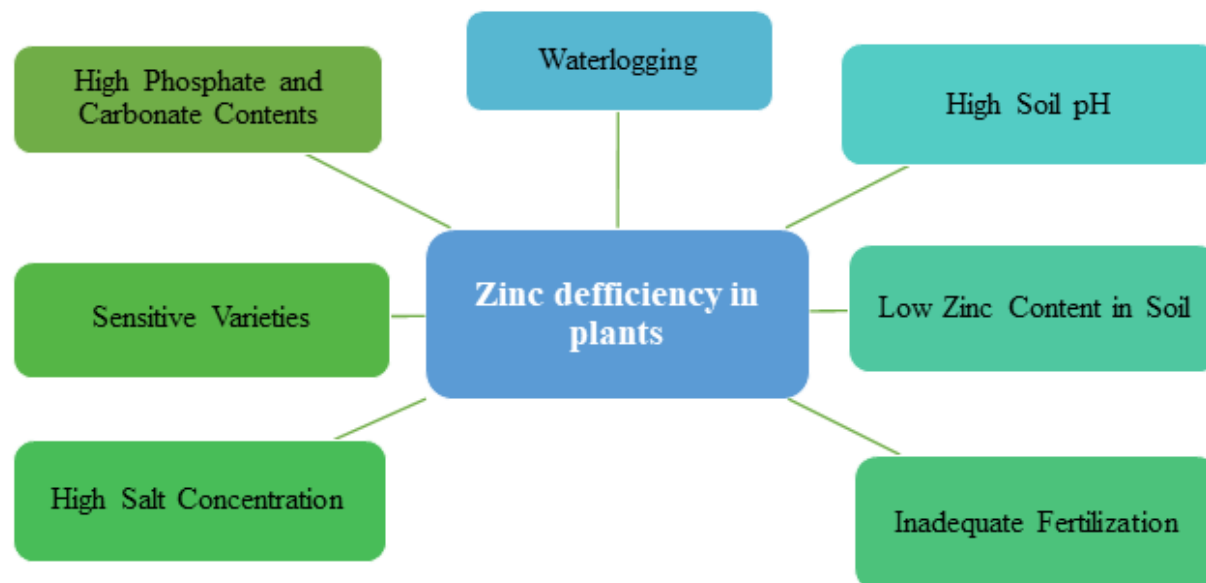 Waterlogging
High Phosphate and
Carbonate Contents
High Soil pH
Zinc defficiency in
plants
Sensitive Varieties
Low Zinc Content in Soil
High Salt Concentration
Inadequate Fertilization